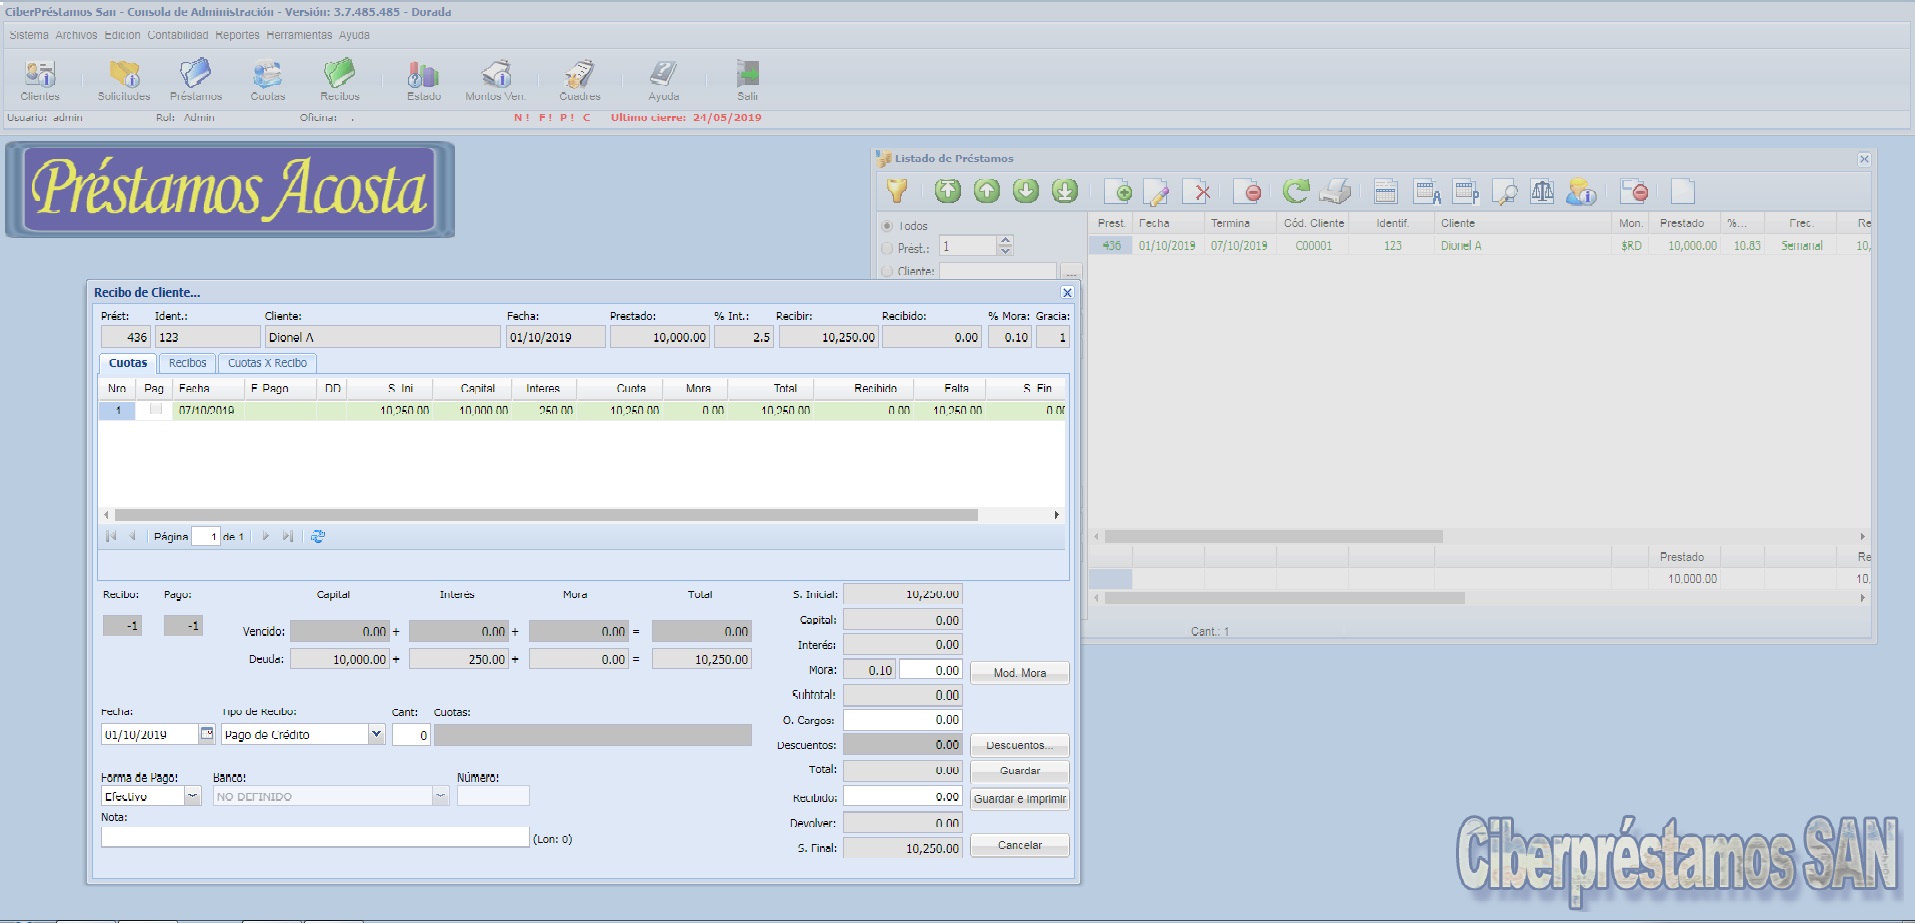 CiberPréstamos San - Consola de Administración - Versión: 3.7.485.485 - Dorada
Sistema Archivos Edición Contabilidad Reportes Herramientas Ayuda
Clientes Solicitudes Préstamos Cuotas Recibos Estado Montos Ven. Cuadres Ayuda Salir
Usuario: admin Rol: Admin Oficina: . N! F! P! C Ultimo cierre: 24/05/2019
Préstamos Acosta
Listado de Préstamos
Todos
Prést.: 1
Cliente: ...
Prest. Fecha Termina Cód. Cliente Identif. Cliente Mon. Prestado %... Frec. Re
436 01/10/2019 07/10/2019 C00001 123 Dionel A $RD 10,000.00 10.83 Semanal 10,
Prestado Re
10,000.00 10,
Cant.: 1
Recibo de Cliente...
Prést: Ident.: Cliente: Fecha: Prestado: % Int.: Recibir: Recibido: % Mora: Gracia:
436 123 Dionel A 01/10/2019 10,000.00 2.5 10,250.00 0.00 0.10 1
Cuotas Recibos Cuotas X Recibo
Nro Pag Fecha F Pago DD S. Ini Capital Interes Cuota Mora Total Recibido Falta S. Fin
1 07/10/2019 10,250.00 10,000.00 250.00 10,250.00 0.00 10,250.00 0.00 10,250.00 0.00
Página 1 de 1
Recibo: Pago: Capital Interés Mora Total
-1 -1
Vencido: 0.00 + 0.00 + 0.00 = 0.00
Deuda: 10,000.00 + 250.00 + 0.00 = 10,250.00
Fecha: Tipo de Recibo: Cant: Cuotas:
01/10/2019 Pago de Crédito 0
Forma de Pago: Banco: Número:
Efectivo NO DEFINIDO
Nota:
(Lon: 0)
S. Inicial: 10,250.00
Capital: 0.00
Interés: 0.00
Mora: 0.10 0.00 Mod. Mora
Subtotal: 0.00
O. Cargos: 0.00
Descuentos: 0.00 Descuentos...
Total: 0.00 Guardar
Recibido: 0.00 Guardar e Imprimir
Devolver: 0.00
S. Final: 10,250.00 Cancelar
Ciberpréstamos SAN